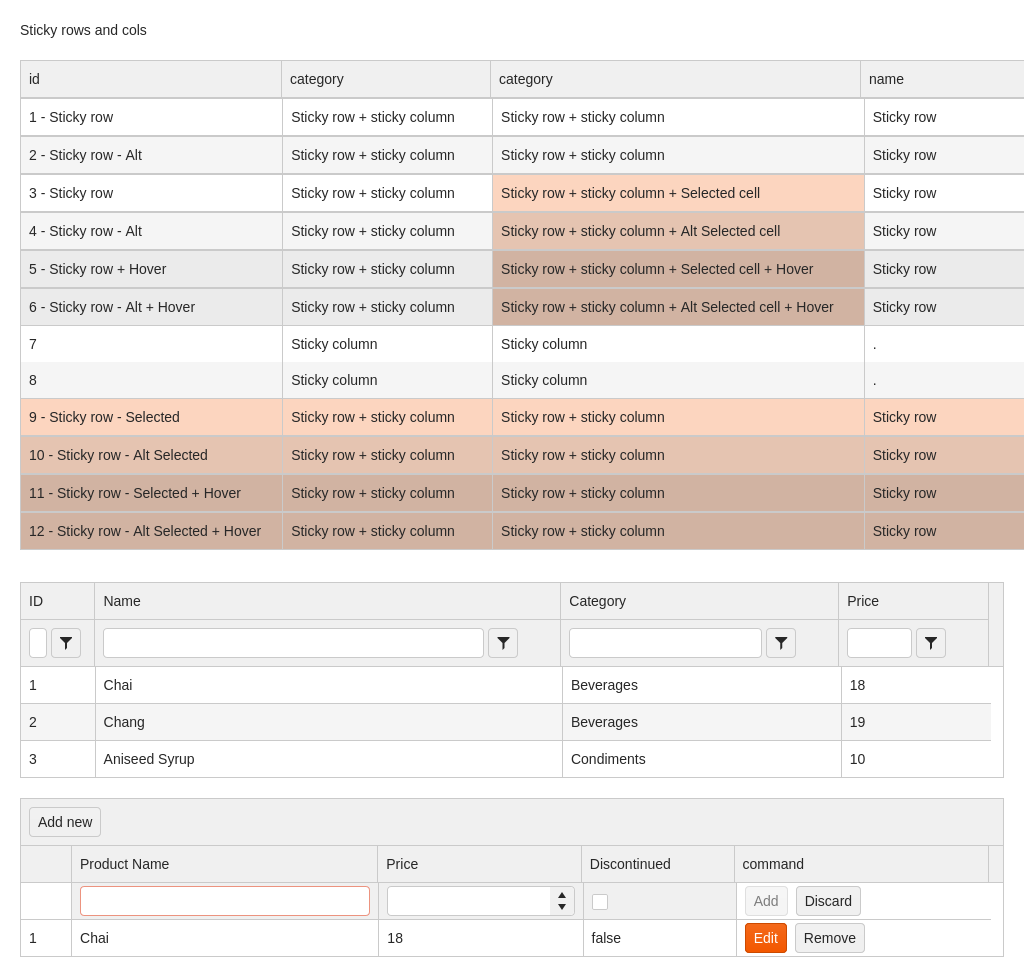 Sticky rows and cols
id category category name
1 - Sticky row Sticky row + sticky column Sticky row + sticky column Sticky row
2 - Sticky row - Alt Sticky row + sticky column Sticky row + sticky column Sticky row
3 - Sticky row Sticky row + sticky column Sticky row + sticky column + Selected cell Sticky row
4 - Sticky row - Alt Sticky row + sticky column Sticky row + sticky column + Alt Selected cell Sticky row
5 - Sticky row + Hover Sticky row + sticky column Sticky row + sticky column + Selected cell + Hover Sticky row
6 - Sticky row - Alt + Hover Sticky row + sticky column Sticky row + sticky column + Alt Selected cell + Hover Sticky row
7 Sticky column Sticky column .
8 Sticky column Sticky column .
9 - Sticky row - Selected Sticky row + sticky column Sticky row + sticky column Sticky row
10 - Sticky row - Alt Selected Sticky row + sticky column Sticky row + sticky column Sticky row
11 - Sticky row - Selected + Hover Sticky row + sticky column Sticky row + sticky column Sticky row
12 - Sticky row - Alt Selected + Hover Sticky row + sticky column Sticky row + sticky column Sticky row
ID Name Category Price
1 Chai Beverages 18
2 Chang Beverages 19
3 Aniseed Syrup Condiments 10
Add new
Product Name Price Discontinued command
Add Discard
1 Chai 18 false Edit Remove